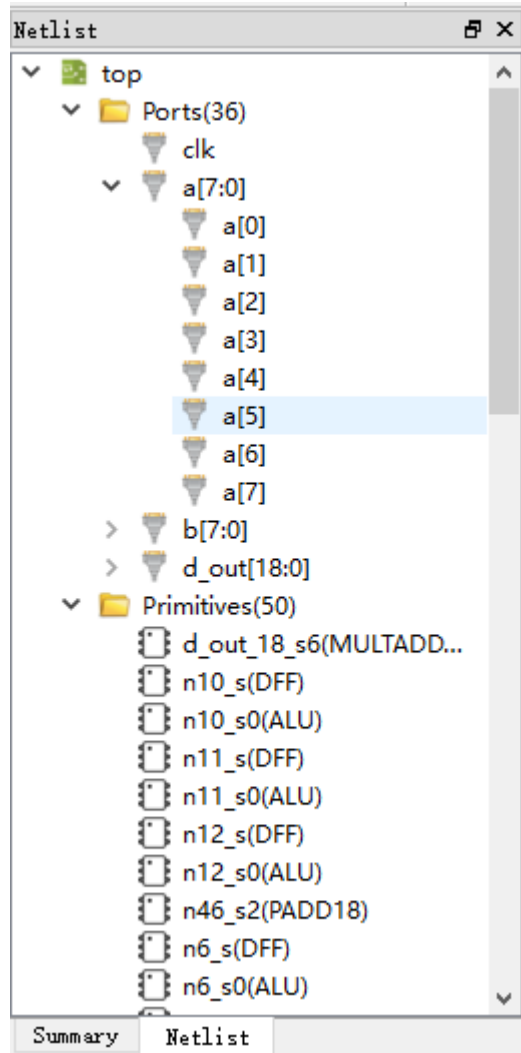 Netlist
top
Ports(36)
clk
a[7:0]
a[0]
a[1]
a[2]
a[3]
a[4]
a[5]
a[6]
a[7]
b[7:0]
d_out[18:0]
Primitives(50)
d_out_18_s6(MULTADD...
n10_s(DFF)
n10_s0(ALU)
n11_s(DFF)
n11_s0(ALU)
n12_s(DFF)
n12_s0(ALU)
n46_s2(PADD18)
n6_s(DFF)
n6_s0(ALU)
Summary Netlist